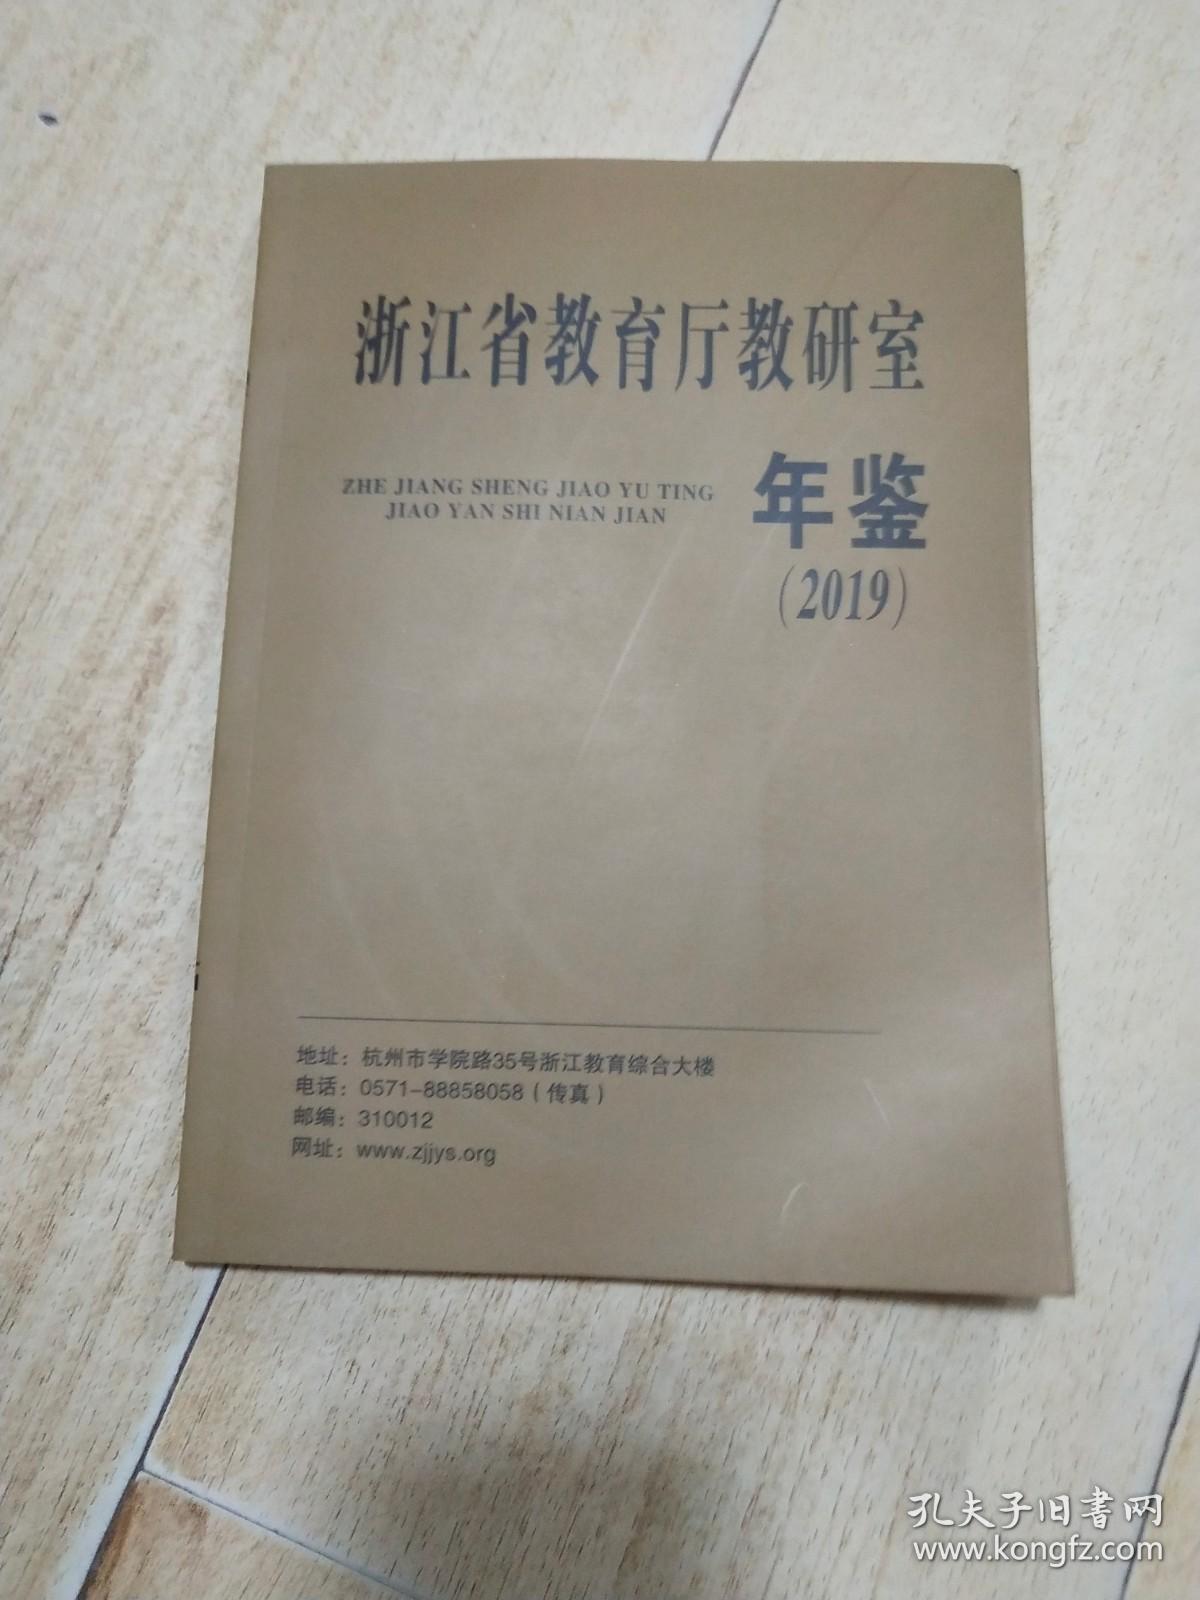 浙江省教育厅教研室
年鉴
ZHE JIANG SHENG JIAO YU TING
JIAO YAN SHI NIAN JIAN
（2019）
地址：杭州市学院路35号浙江教育综合大楼
电话：0571-88858058（传真）
邮编：310012
网址：www.zjjys.org
孔夫子旧书网
www.kongfz.com